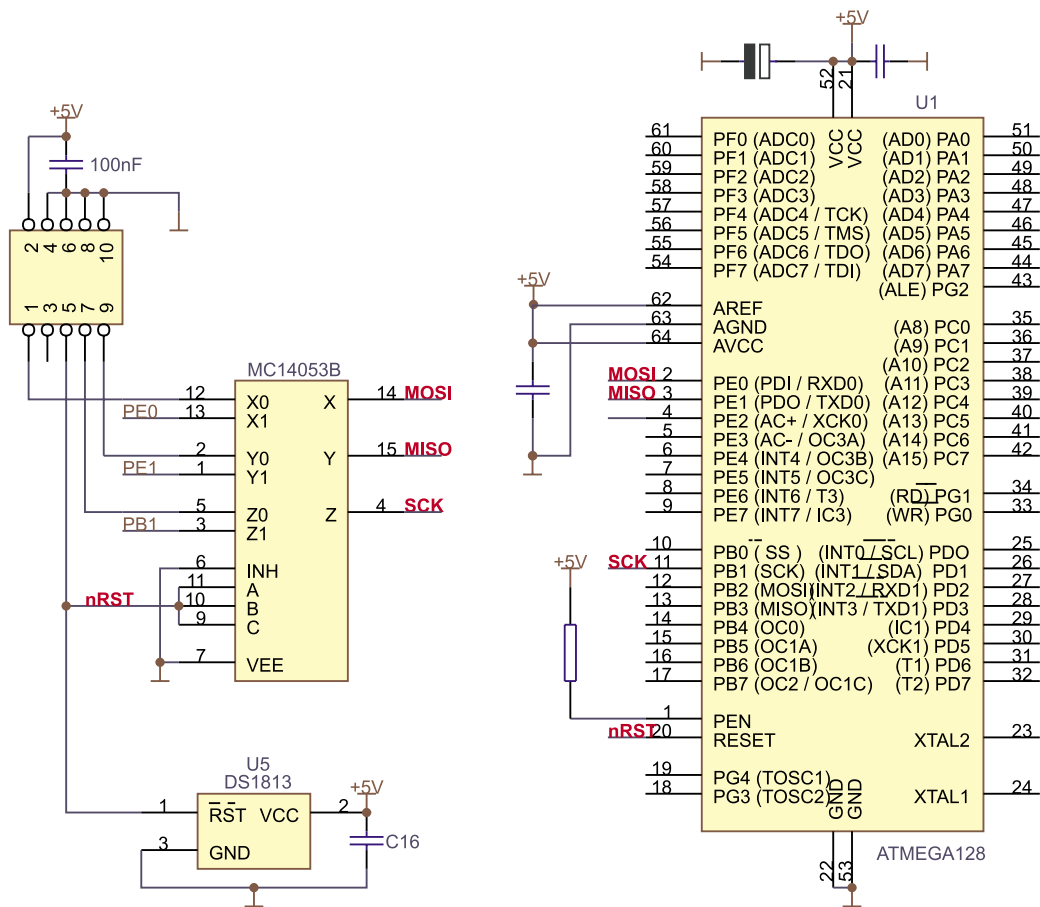 +5V
100nF
2 4 6 8 10
1 3 5 7 9
MC14053B
12 X0 X 14 MOSI
PE0 13 X1
2 Y0 Y 15 MISO
PE1 1 Y1
5 Z0 Z 4 SCK
PB1 3 Z1
6 INH
11 A
nRST 10 B
9 C
7 VEE
U5
DS1813
1 RST VCC 2 +5V
3 GND
C16
+5V
52 21
U1
VCC VCC
61 PF0 (ADC0) (AD0) PA0 51
60 PF1 (ADC1) (AD1) PA1 50
59 PF2 (ADC2) (AD2) PA2 49
58 PF3 (ADC3) (AD3) PA3 48
57 PF4 (ADC4 / TCK) (AD4) PA4 47
56 PF5 (ADC5 / TMS) (AD5) PA5 46
55 PF6 (ADC6 / TDO) (AD6) PA6 45
54 PF7 (ADC7 / TDI) (AD7) PA7 44
(ALE) PG2 43
+5V
62 AREF
63 AGND (A8) PC0 35
64 AVCC (A9) PC1 36
(A10) PC2 37
MOSI 2 PE0 (PDI / RXD0) (A11) PC3 38
MISO 3 PE1 (PDO / TXD0) (A12) PC4 39
4 PE2 (AC+ / XCK0) (A13) PC5 40
5 PE3 (AC- / OC3A) (A14) PC6 41
6 PE4 (INT4 / OC3B) (A15) PC7 42
7 PE5 (INT5 / OC3C)
8 PE6 (INT6 / T3) (RD) PG1 34
9 PE7 (INT7 / IC3) (WR) PG0 33
10 PB0 ( SS ) (INT0 / SCL) PDO 25
SCK 11 PB1 (SCK) (INT1 / SDA) PD1 26
12 PB2 (MOSI) (INT2 / RXD1) PD2 27
13 PB3 (MISO) (INT3 / TXD1) PD3 28
14 PB4 (OC0) (IC1) PD4 29
15 PB5 (OC1A) (XCK1) PD5 30
16 PB6 (OC1B) (T1) PD6 31
17 PB7 (OC2 / OC1C) (T2) PD7 32
+5V
1 PEN
nRST 20 RESET XTAL2 23
19 PG4 (TOSC1)
18 PG3 (TOSC2) XTAL1 24
GND GND
22 53
ATMEGA128